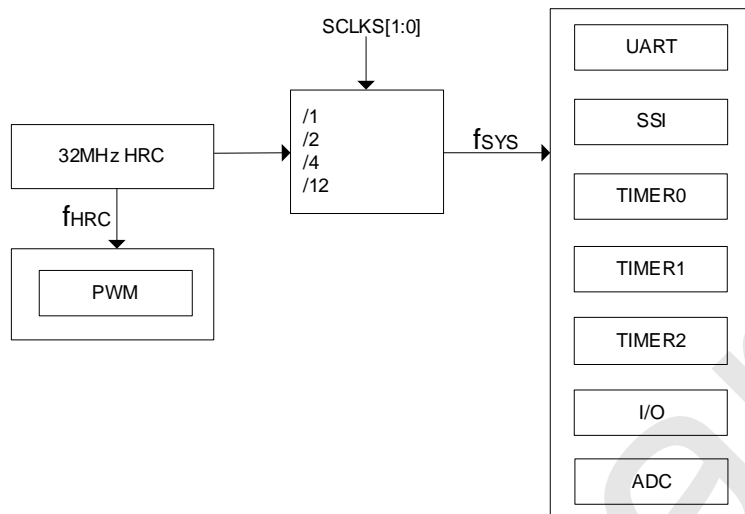 SCLKS[1:0]
UART
/1
/2
/4
/12
fSYS
SSI
32MHz HRC
TIMER0
fHRC
PWM
TIMER1
TIMER2
I/O
ADC